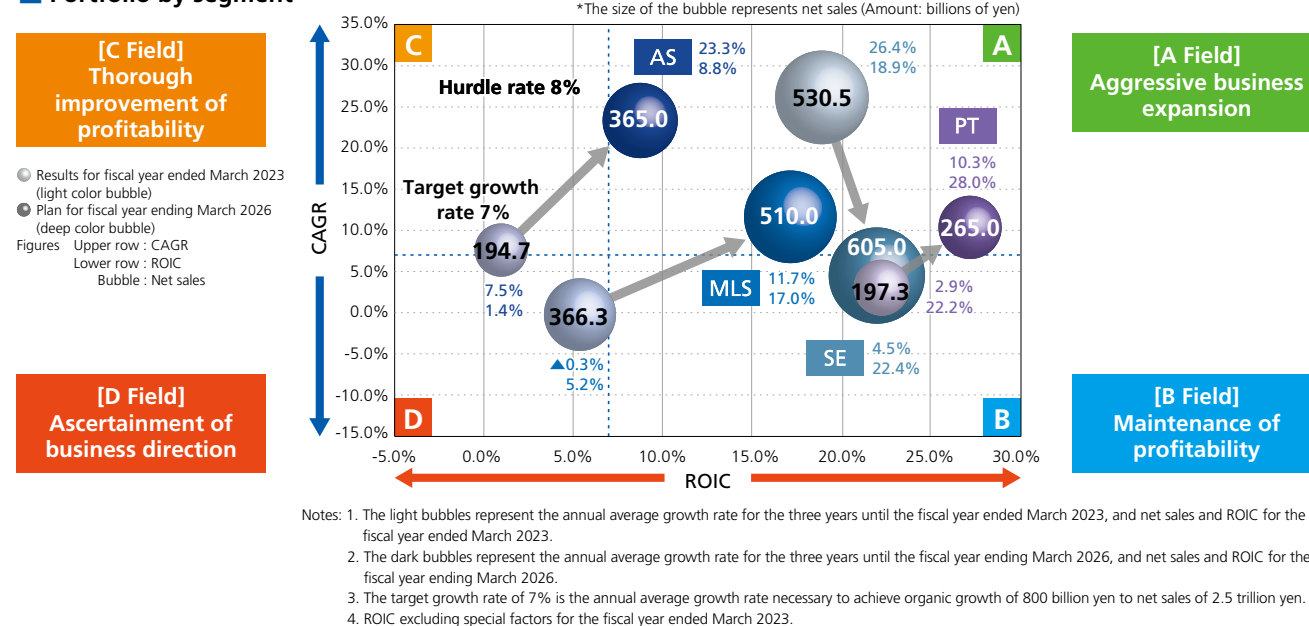 Portfolio by segment
*The size of the bubble represents net sales (Amount: billions of yen)
[C Field]
Thorough
improvement of
profitability
Results for fiscal year ended March 2023
(light color bubble)
Plan for fiscal year ending March 2026
(deep color bubble)
Figures Upper row : CAGR
Lower row : ROIC
Bubble : Net sales
[D Field]
Ascertainment of
business direction
CAGR
35.0%
30.0%
25.0%
20.0%
15.0%
10.0%
5.0%
0.0%
-5.0%
-10.0%
-15.0%
C
A
D
B
Hurdle rate 8%
Target growth
rate 7%
AS
23.3%
8.8%
365.0
194.7
7.5%
1.4%
366.3
▲0.3%
5.2%
530.5
26.4%
18.9%
510.0
MLS
11.7%
17.0%
PT
10.3%
28.0%
265.0
605.0
197.3
2.9%
22.2%
SE
4.5%
22.4%
-5.0% 0.0% 5.0% 10.0% 15.0% 20.0% 25.0% 30.0%
ROIC
[A Field]
Aggressive business
expansion
[B Field]
Maintenance of
profitability
Notes: 1. The light bubbles represent the annual average growth rate for the three years until the fiscal year ended March 2023, and net sales and ROIC for the
fiscal year ended March 2023.
2. The dark bubbles represent the annual average growth rate for the three years until the fiscal year ending March 2026, and net sales and ROIC for the
fiscal year ending March 2026.
3. The target growth rate of 7% is the annual average growth rate necessary to achieve organic growth of 800 billion yen to net sales of 2.5 trillion yen.
4. ROIC excluding special factors for the fiscal year ended March 2023.